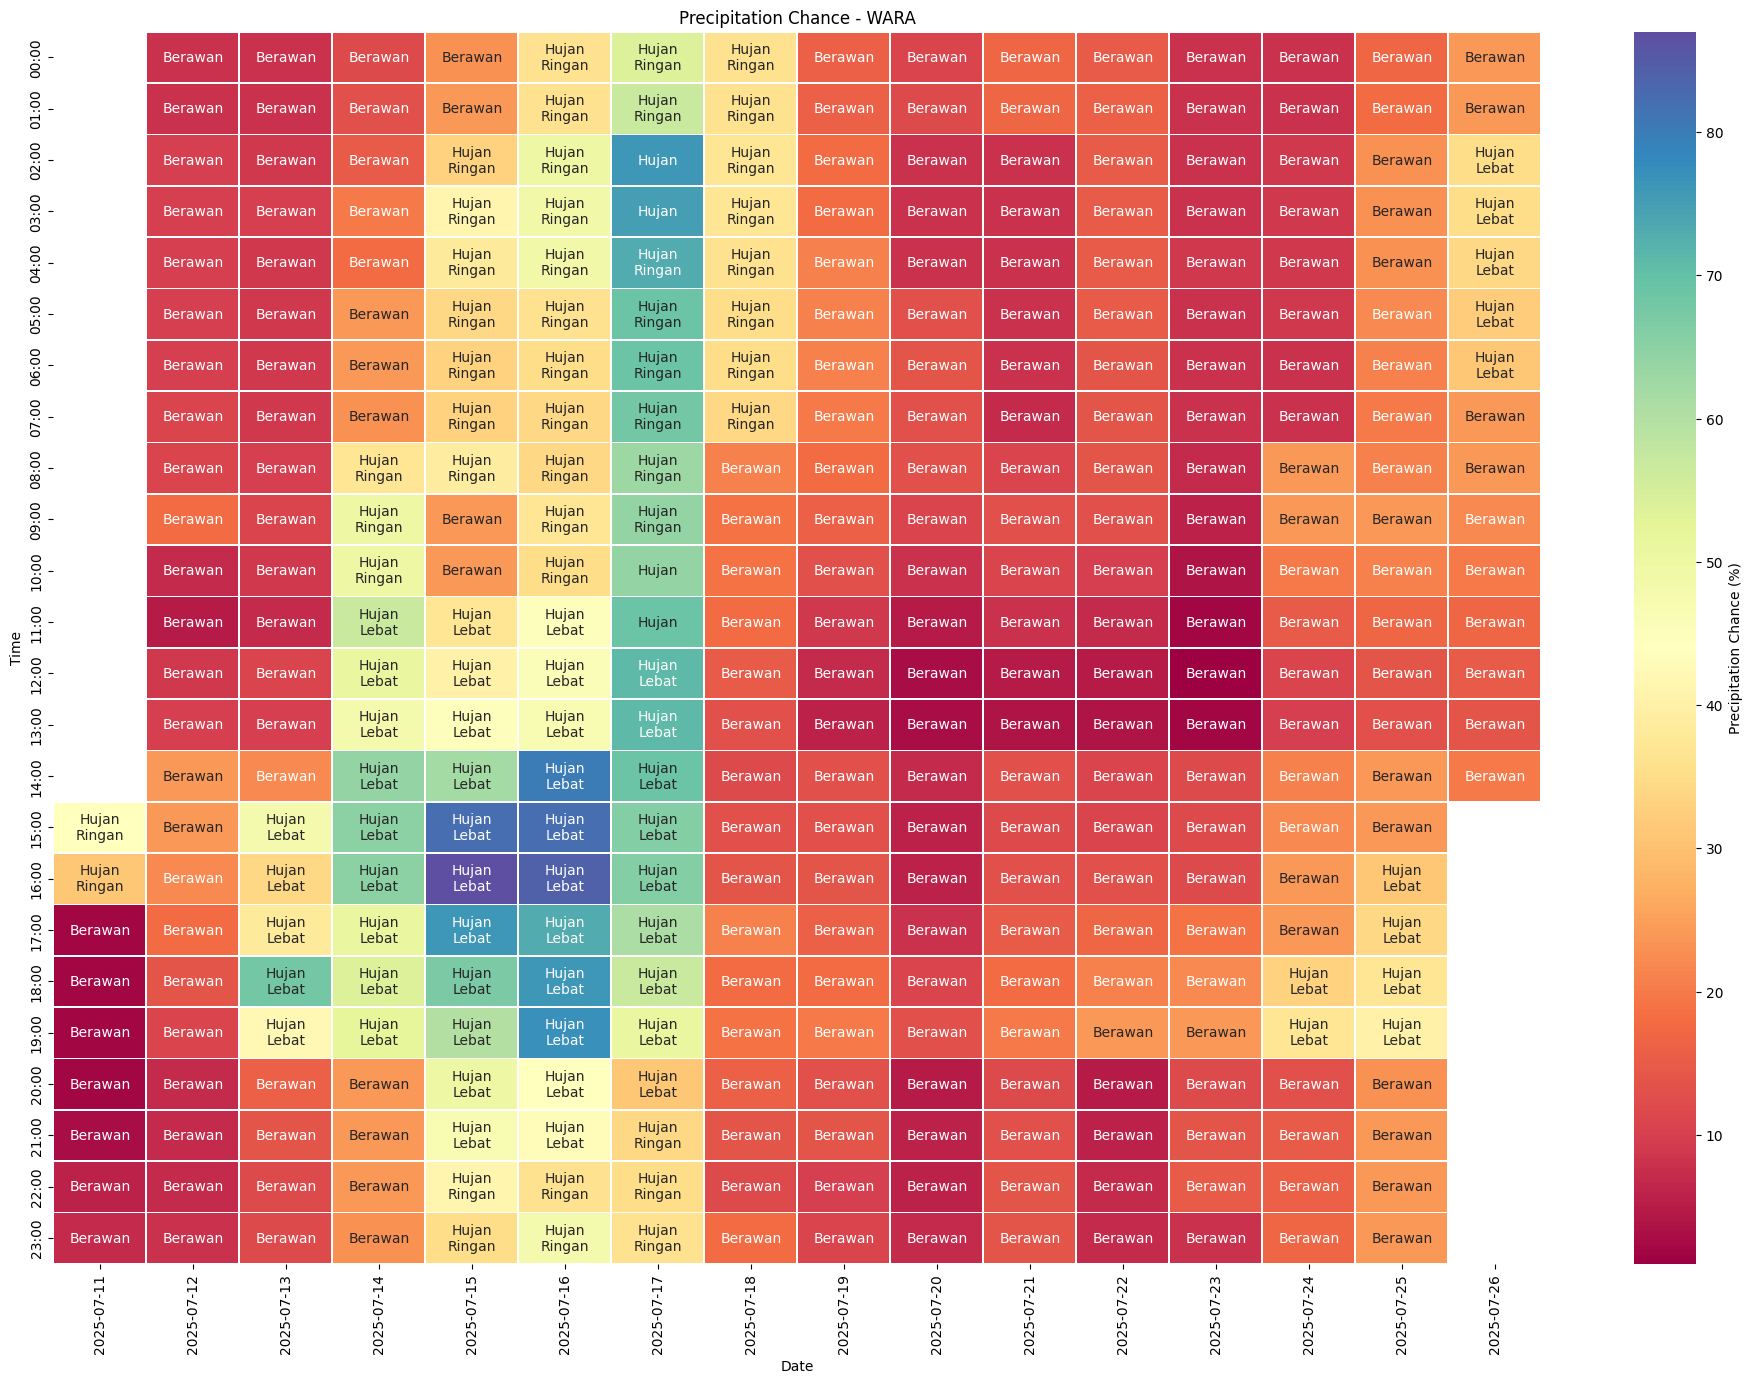 Precipitation Chance - WARA
00:00 Berawan Berawan Berawan Berawan Hujan Ringan Hujan Ringan Hujan Ringan Berawan Berawan Berawan Berawan Berawan Berawan Berawan Berawan
01:00 Berawan Berawan Berawan Berawan Hujan Ringan Hujan Ringan Hujan Ringan Berawan Berawan Berawan Berawan Berawan Berawan Berawan Berawan
02:00 Berawan Berawan Berawan Hujan Ringan Hujan Ringan Hujan Hujan Ringan Berawan Berawan Berawan Berawan Berawan Berawan Berawan Hujan Lebat
03:00 Berawan Berawan Berawan Hujan Ringan Hujan Ringan Hujan Hujan Ringan Berawan Berawan Berawan Berawan Berawan Berawan Berawan Hujan Lebat
04:00 Berawan Berawan Berawan Hujan Ringan Hujan Ringan Hujan Ringan Hujan Ringan Berawan Berawan Berawan Berawan Berawan Berawan Berawan Hujan Lebat
05:00 Berawan Berawan Berawan Hujan Ringan Hujan Ringan Hujan Ringan Hujan Ringan Berawan Berawan Berawan Berawan Berawan Berawan Berawan Hujan Lebat
06:00 Berawan Berawan Berawan Hujan Ringan Hujan Ringan Hujan Ringan Hujan Ringan Berawan Berawan Berawan Berawan Berawan Berawan Berawan Hujan Lebat
07:00 Berawan Berawan Berawan Hujan Ringan Hujan Ringan Hujan Ringan Hujan Ringan Berawan Berawan Berawan Berawan Berawan Berawan Berawan Berawan
08:00 Berawan Berawan Hujan Ringan Hujan Ringan Hujan Ringan Hujan Ringan Berawan Berawan Berawan Berawan Berawan Berawan Berawan Berawan Berawan
09:00 Berawan Berawan Hujan Ringan Berawan Hujan Ringan Hujan Ringan Berawan Berawan Berawan Berawan Berawan Berawan Berawan Berawan Berawan
10:00 Berawan Berawan Hujan Ringan Berawan Hujan Ringan Hujan Berawan Berawan Berawan Berawan Berawan Berawan Berawan Berawan Berawan
11:00 Berawan Berawan Hujan Lebat Hujan Lebat Hujan Lebat Hujan Berawan Berawan Berawan Berawan Berawan Berawan Berawan Berawan Berawan
12:00 Berawan Berawan Hujan Lebat Hujan Lebat Hujan Lebat Hujan Lebat Berawan Berawan Berawan Berawan Berawan Berawan Berawan Berawan Berawan
13:00 Berawan Berawan Hujan Lebat Hujan Lebat Hujan Lebat Hujan Lebat Berawan Berawan Berawan Berawan Berawan Berawan Berawan Berawan Berawan
14:00 Berawan Berawan Hujan Lebat Hujan Lebat Hujan Lebat Hujan Lebat Berawan Berawan Berawan Berawan Berawan Berawan Berawan Berawan Berawan
15:00 Hujan Ringan Berawan Hujan Lebat Hujan Lebat Hujan Lebat Hujan Lebat Hujan Lebat Berawan Berawan Berawan Berawan Berawan Berawan Berawan Berawan
16:00 Hujan Ringan Berawan Hujan Lebat Hujan Lebat Hujan Lebat Hujan Lebat Hujan Lebat Berawan Berawan Berawan Berawan Berawan Berawan Berawan Hujan Lebat
17:00 Berawan Berawan Hujan Lebat Hujan Lebat Hujan Lebat Hujan Lebat Hujan Lebat Berawan Berawan Berawan Berawan Berawan Berawan Berawan Hujan Lebat
18:00 Berawan Berawan Hujan Lebat Hujan Lebat Hujan Lebat Hujan Lebat Hujan Lebat Berawan Berawan Berawan Berawan Berawan Berawan Hujan Lebat Hujan Lebat
19:00 Berawan Berawan Hujan Lebat Hujan Lebat Hujan Lebat Hujan Lebat Hujan Lebat Berawan Berawan Berawan Berawan Berawan Berawan Hujan Lebat Hujan Lebat
20:00 Berawan Berawan Berawan Berawan Hujan Lebat Hujan Lebat Hujan Lebat Berawan Berawan Berawan Berawan Berawan Berawan Berawan Berawan
21:00 Berawan Berawan Berawan Berawan Hujan Lebat Hujan Lebat Hujan Ringan Berawan Berawan Berawan Berawan Berawan Berawan Berawan Berawan
22:00 Berawan Berawan Berawan Berawan Hujan Ringan Hujan Ringan Hujan Ringan Berawan Berawan Berawan Berawan Berawan Berawan Berawan Berawan
23:00 Berawan Berawan Berawan Berawan Hujan Ringan Hujan Ringan Hujan Ringan Berawan Berawan Berawan Berawan Berawan Berawan Berawan Berawan
Time
2025-07-11 2025-07-12 2025-07-13 2025-07-14 2025-07-15 2025-07-16 2025-07-17 2025-07-18 2025-07-19 2025-07-20 2025-07-21 2025-07-22 2025-07-23 2025-07-24 2025-07-25 2025-07-26
Date
80
70
60
50
40
30
20
10
Precipitation Chance (%)